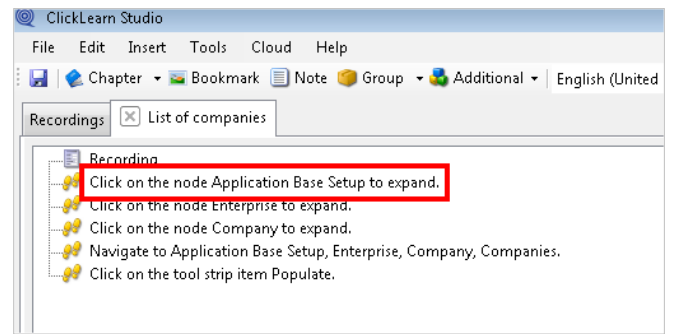 ClickLearn Studio
File Edit Insert Tools Cloud Help
Chapter Bookmark Note Group Additional English (United
Recordings List of companies
Recording
Click on the node Application Base Setup to expand.
Click on the node Enterprise to expand.
Click on the node Company to expand.
Navigate to Application Base Setup, Enterprise, Company, Companies.
Click on the tool strip item Populate.